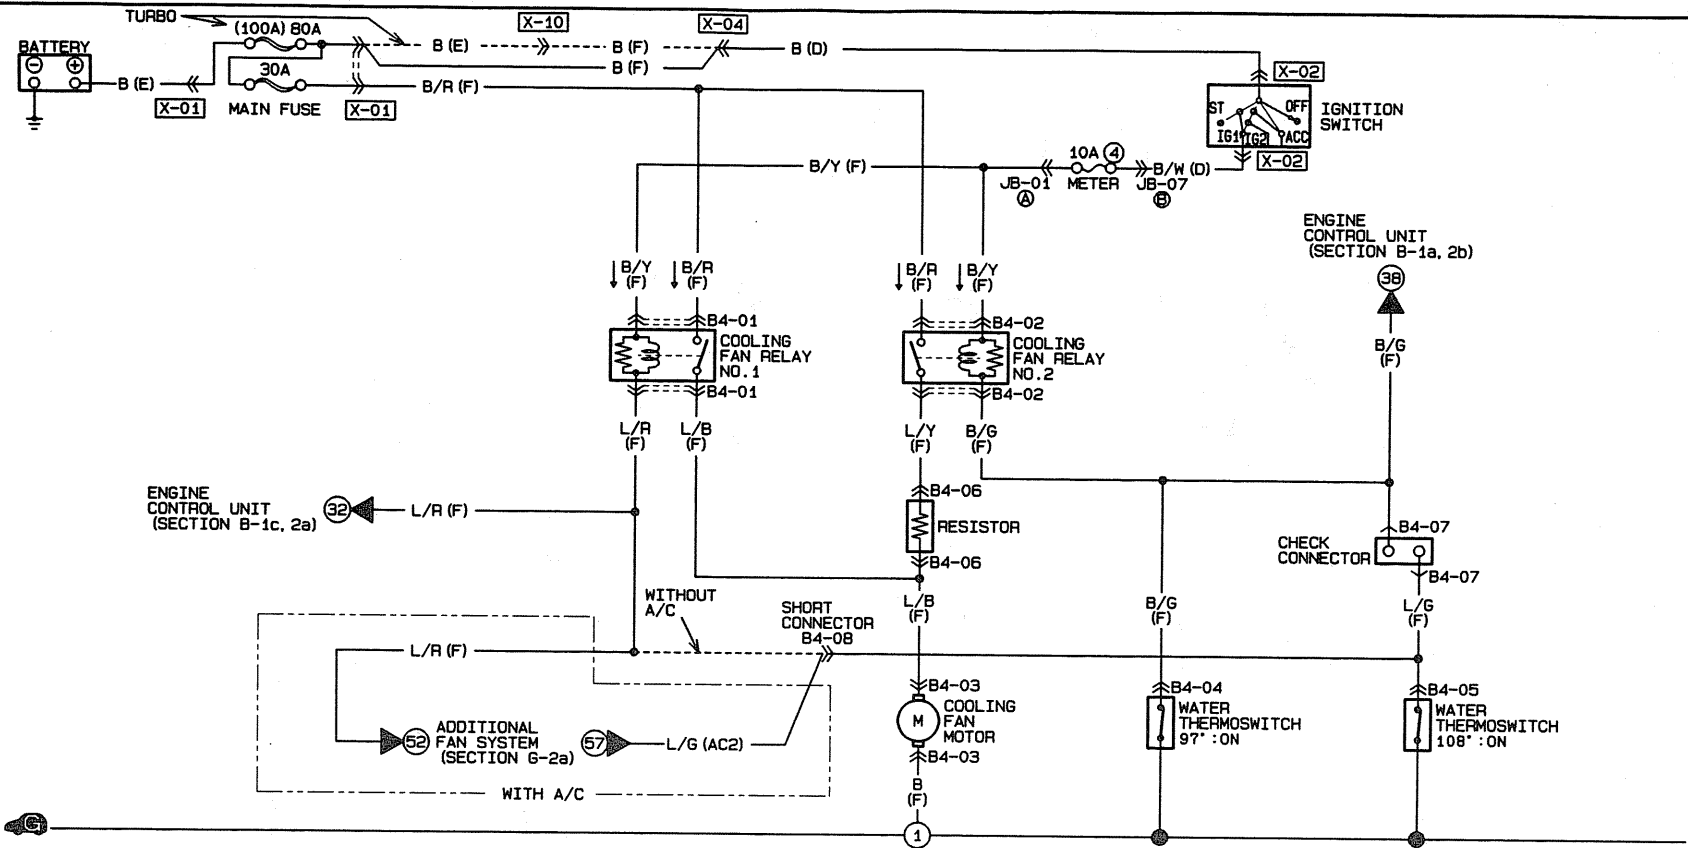 TURBO
(100A) 80A
X-10
X-04
BATTERY
B (E)
B (F)
B (D)
B (F)
30A
B (E)
B/R (F)
X-01
MAIN FUSE
X-01
X-02
ST
OFF
IG1
IG2
ACC
IGNITION
SWITCH
X-02
B/Y (F)
10A 4
B/W (D)
JB-01
METER
JB-07
A
B
ENGINE
CONTROL UNIT
(SECTION B-1a, 2b)
38
B/Y
(F)
B/R
(F)
B/R
(F)
B/Y
(F)
B4-01
COOLING
FAN RELAY
NO.1
B4-01
B4-02
COOLING
FAN RELAY
NO.2
B4-02
B/G
(F)
L/R
(F)
L/B
(F)
L/Y
(F)
B/G
(F)
ENGINE
CONTROL UNIT
(SECTION B-1c, 2a)
32
L/R (F)
B4-06
RESISTOR
B4-06
B4-07
CHECK
CONNECTOR
B4-07
WITHOUT
A/C
SHORT
CONNECTOR
B4-08
L/B
(F)
B/G
(F)
L/G
(F)
L/R (F)
B4-03
M
COOLING
FAN
MOTOR
B4-03
B4-04
WATER
THERMOSWITCH
97°:ON
B4-05
WATER
THERMOSWITCH
108°:ON
52
ADDITIONAL
FAN SYSTEM
(SECTION G-2a)
57
L/G (AC2)
WITH A/C
B
(F)
G
1